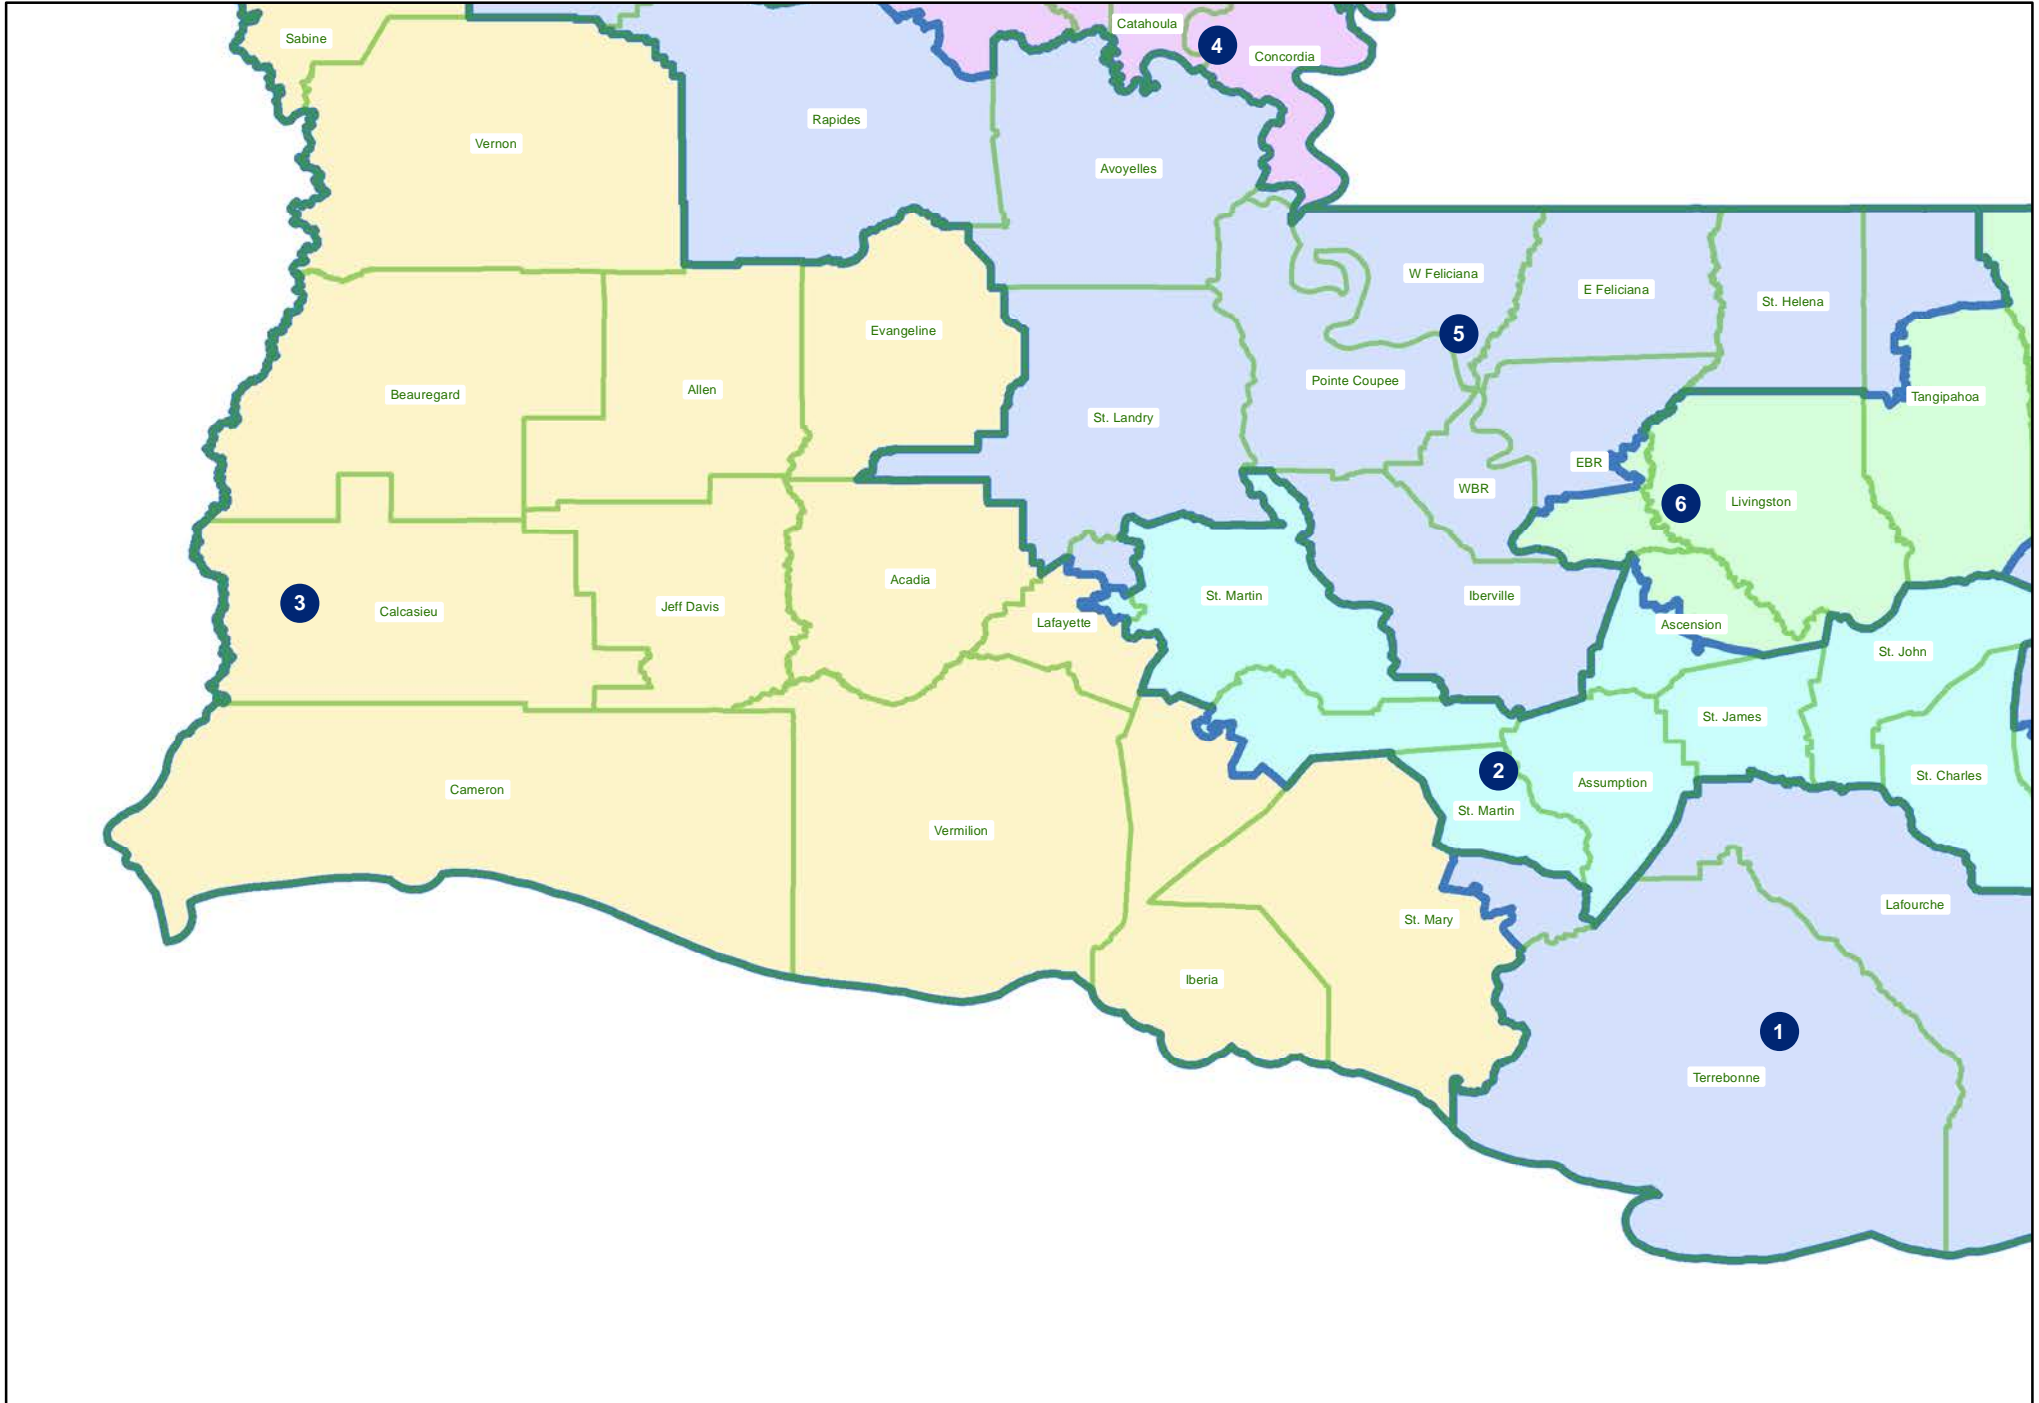 Catahoula
Sabine
4
Concordia
Rapides
Vernon
Avoyelles
W Feliciana
E Feliciana
St. Helena
Evangeline
5
Pointe Coupee
Allen
Beauregard
Tangipahoa
St. Landry
EBR
WBR
6
Livingston
Acadia
St. Martin
Iberville
3
Calcasieu
Jeff Davis
Lafayette
Ascension
St. John
St. James
2
St. Charles
Assumption
Cameron
St. Martin
Vermilion
Lafourche
St. Mary
Iberia
1
Terrebonne